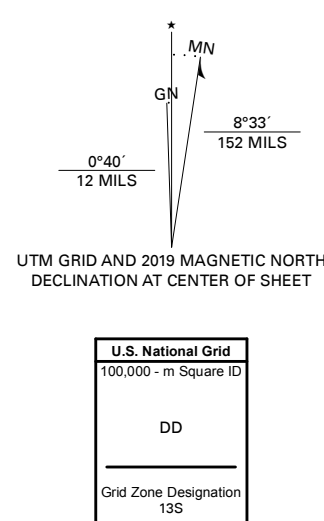 ★
MN
GN
8°33´
152 MILS
0°40´
12 MILS
UTM GRID AND 2019 MAGNETIC NORTH
DECLINATION AT CENTER OF SHEET
U.S. National Grid
100,000 - m Square ID
DD
Grid Zone Designation
13S